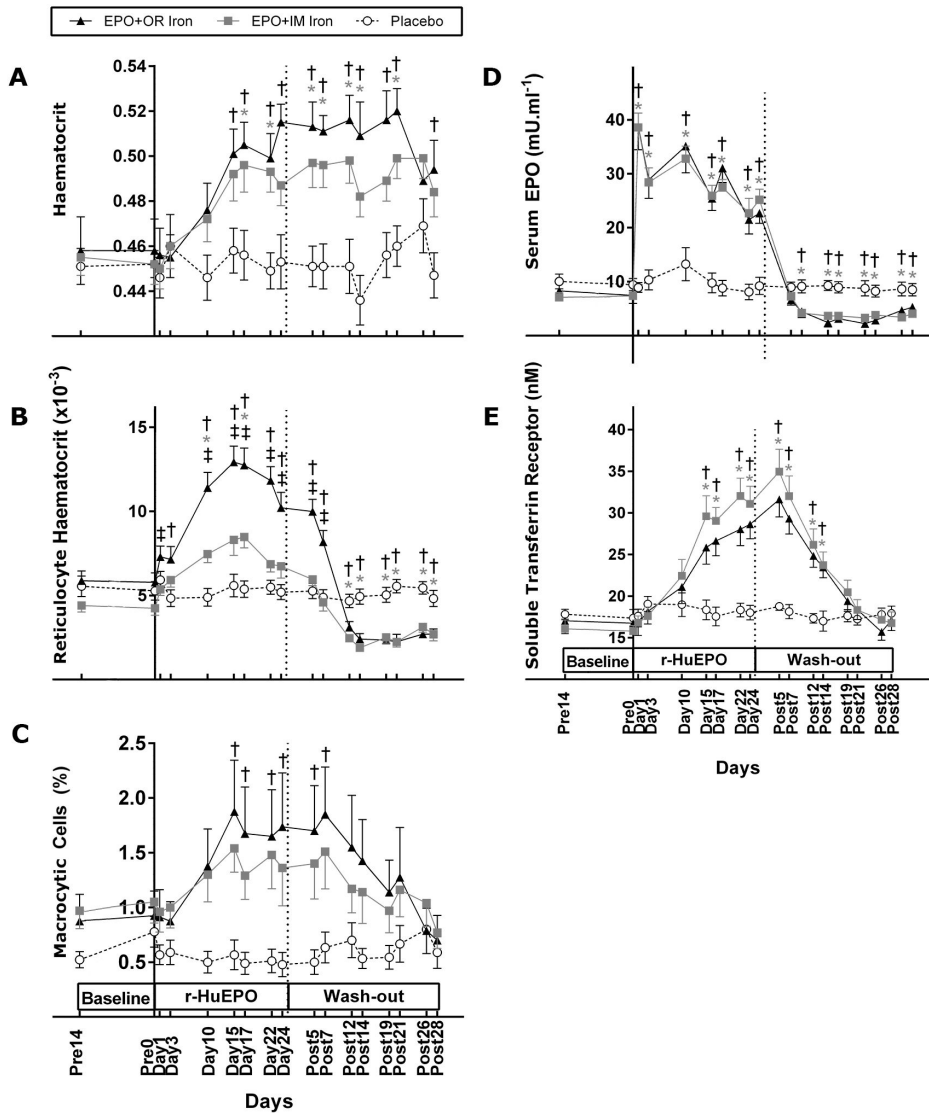 EPO+OR Iron EPO+IM Iron Placebo
A
Haematocrit
0.54
0.52
0.50
0.48
0.46
0.44
† † † † † † † † † † †
* * * * * * *
B
Reticulocyte Haematocrit (x10-3)
15
10
5
† † † † † † † † † † † † † † †
* * * * * * * *
‡ ‡ ‡ ‡ ‡ ‡ ‡ ‡
C
Macrocytic Cells (%)
2.5
2.0
1.5
1.0
0.5
† † † † † †
Baseline r-HuEPO Wash-out
Pre14 Pre0 Day1 Day3 Day10 Day15 Day17 Day22 Day24 Post5 Post7 Post12 Post14 Post19 Post21 Post26 Post28
Days
D
Serum EPO (mU.ml-1)
40
30
20
10
† † † † † † † † † † † † † †
* * * * * * * * * * * * * *
E
Soluble Transferrin Receptor (nM)
40
35
30
25
20
15
† † † † † † † †
* * * * * * * *
Baseline r-HuEPO Wash-out
Pre14 Pre0 Day1 Day3 Day10 Day15 Day17 Day22 Day24 Post5 Post7 Post12 Post14 Post19 Post21 Post26 Post28
Days